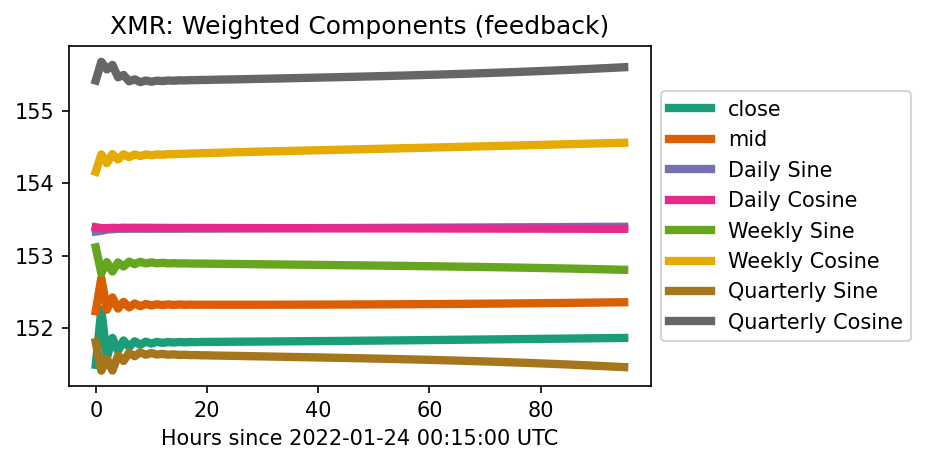 XMR: Weighted Components (feedback)
155
154
153
152
0
20
40
60
80
Hours since 2022-01-24 00:15:00 UTC
close
mid
Daily Sine
Daily Cosine
Weekly Sine
Weekly Cosine
Quarterly Sine
Quarterly Cosine